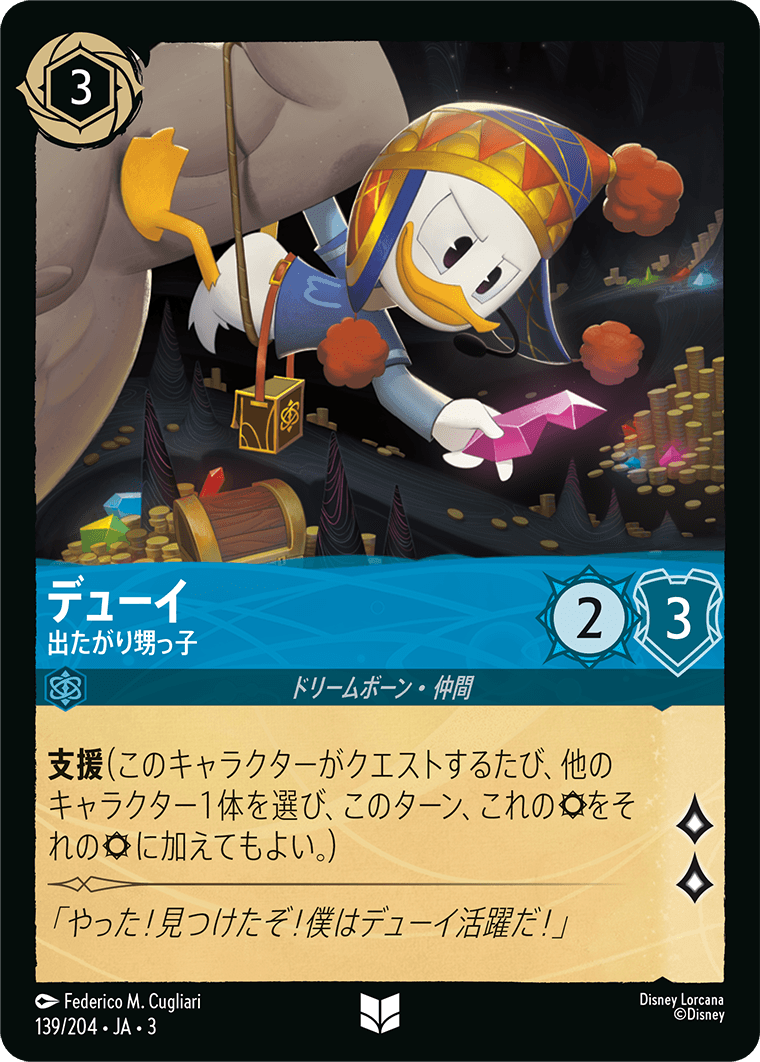 3
デューイ
出たがり甥っ子
2
3
ドリームボーン・仲間
支援(このキャラクターがクエストするたび、他の
キャラクター1体を選び、このターン、これの⛭をそ
れの⛭に加えてもよい。)
「やった！見つけたぞ！僕はデューイ活躍だ！」
Federico M. Cugliari
139/204・JA・3
Disney Lorcana
©Disney